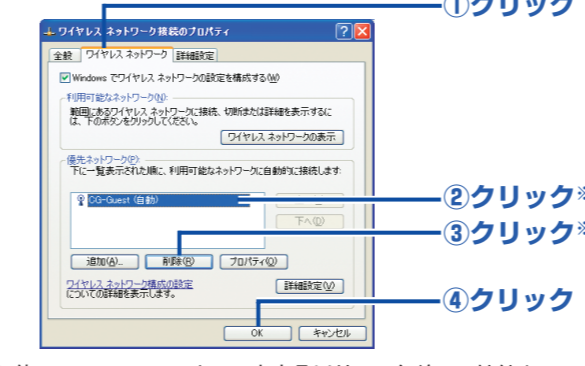 ①クリック
ワイヤレス ネットワーク接続のプロパティ
全般 ワイヤレス ネットワーク 詳細設定
Windows でワイヤレス ネットワークの設定を構成する(W)
利用可能なネットワーク(N):
範囲にあるワイヤレス ネットワークに接続、切断または詳細を表示するに
は、下のボタンをクリックしてください。
ワイヤレス ネットワークの表示
優先ネットワーク(P):
下に一覧表示された順に、利用可能なネットワークに自動的に接続します:
CG-Guest (自動)
②クリック※
下へ(D)
③クリック※
追加(A)... 削除(R) プロパティ(O)
ワイヤレス ネットワーク構成の設定
についての詳細を表示します。
詳細設定(V)
④クリック
OK キャンセル